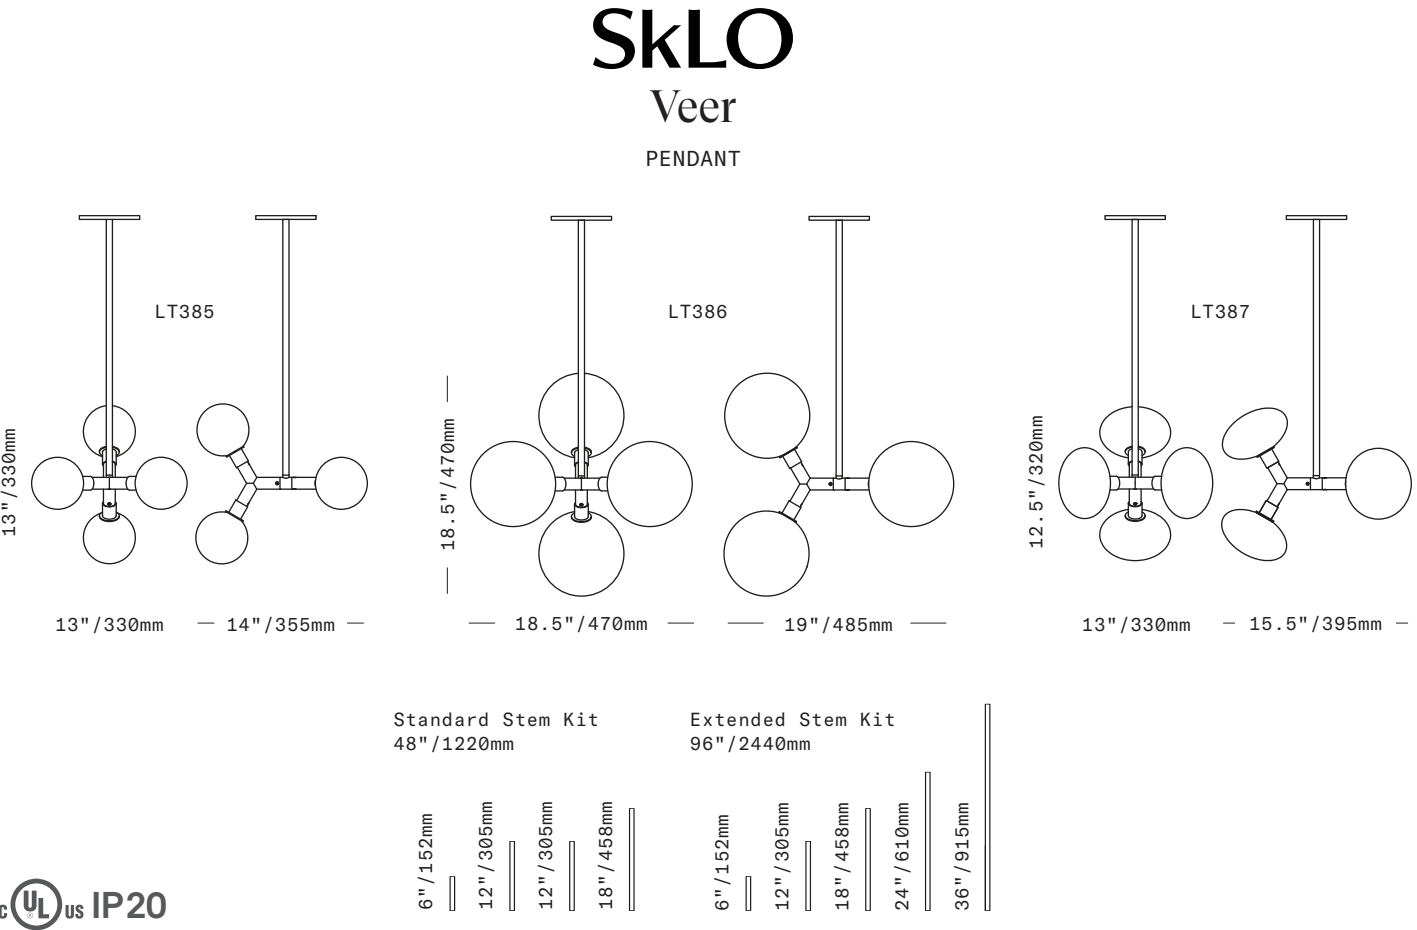 SkLO
Veer
PENDANT
LT385
LT386
LT387
13"/330mm
18.5"/470mm
12.5"/320mm
13"/330mm
14"/355mm
18.5"/470mm
19"/485mm
13"/330mm
15.5"/395mm
Standard Stem Kit
48"/1220mm
6"/152mm
12"/305mm
12"/305mm
18"/458mm
Extended Stem Kit
96"/2440mm
6"/152mm
12"/305mm
18"/458mm
24"/610mm
36"/915mm
c UL ® US IP20